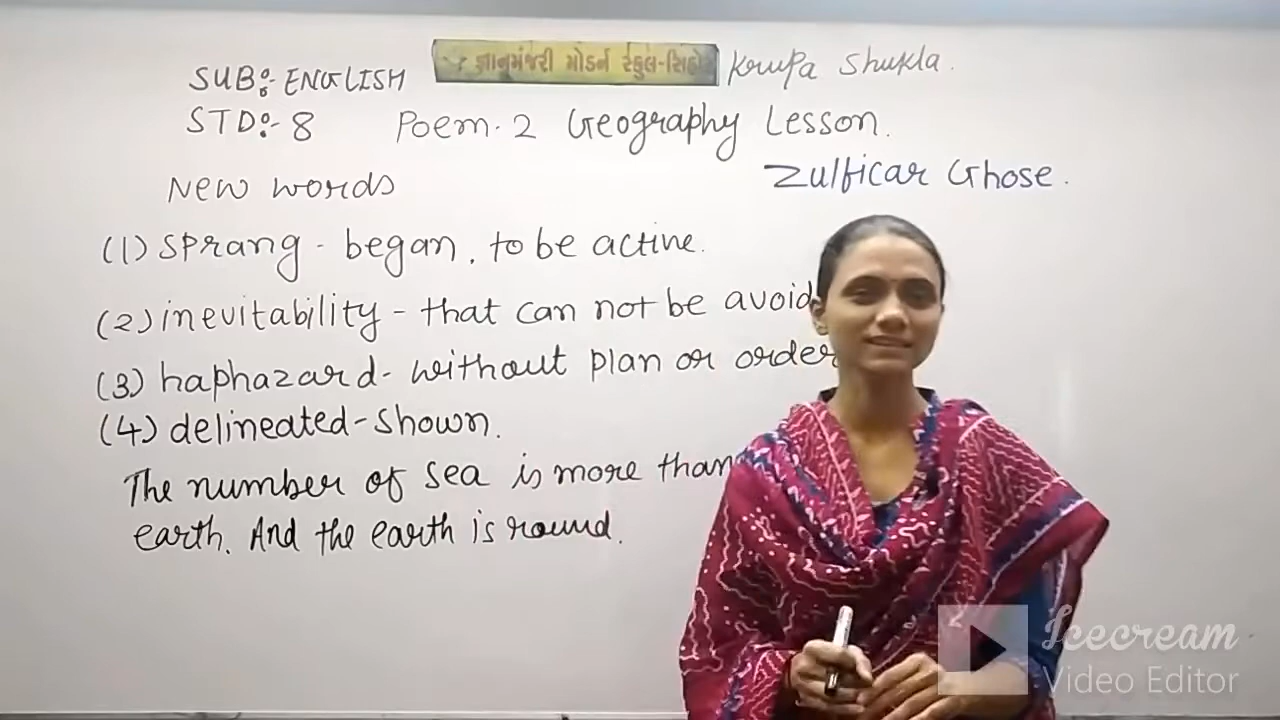 જ્ઞાનમંજરી મોડર્ન સ્કુલ-સિહોર
Krupa Shukla.
SUB:- ENGLISH
STD:- 8 Poem. 2 Geography Lesson.
Zulficar Ghose.
New words
(1) sprang - began, to be active.
(2) inevitability - that can not be avoid
(3) haphazard - without plan or order
(4) delineated - shown.
The number of sea is more than
earth. And the earth is round.
Icecream
Video Editor